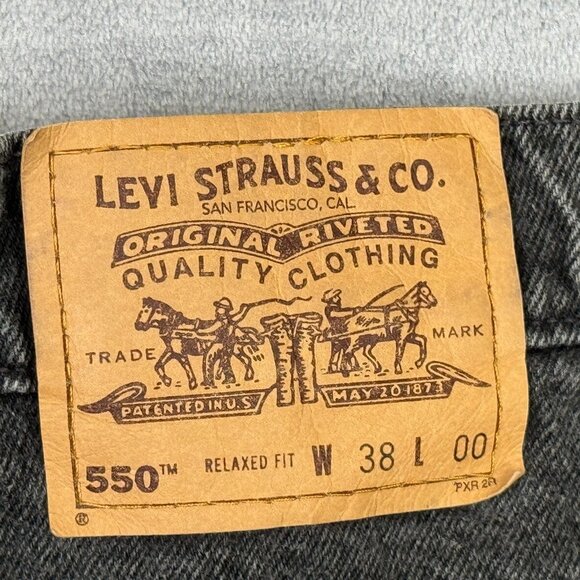 LEVI STRAUSS & CO.
SAN FRANCISCO, CAL.
ORIGINAL RIVETED
QUALITY CLOTHING
TRADE MARK
PATENTED IN U.S. MAY 20 1873
550™ RELAXED FIT W 38 L 00
® PXR